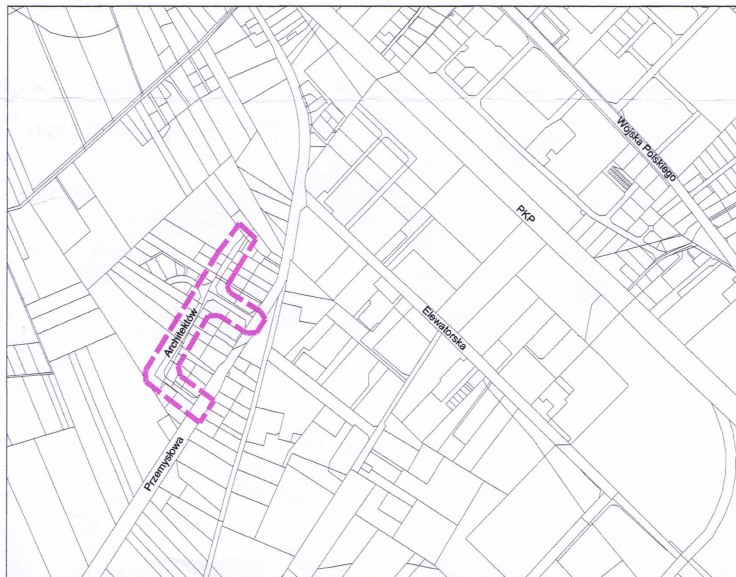 Wojska Polskiego
PKP
Elewatorska
Architektów
Przemysłowa